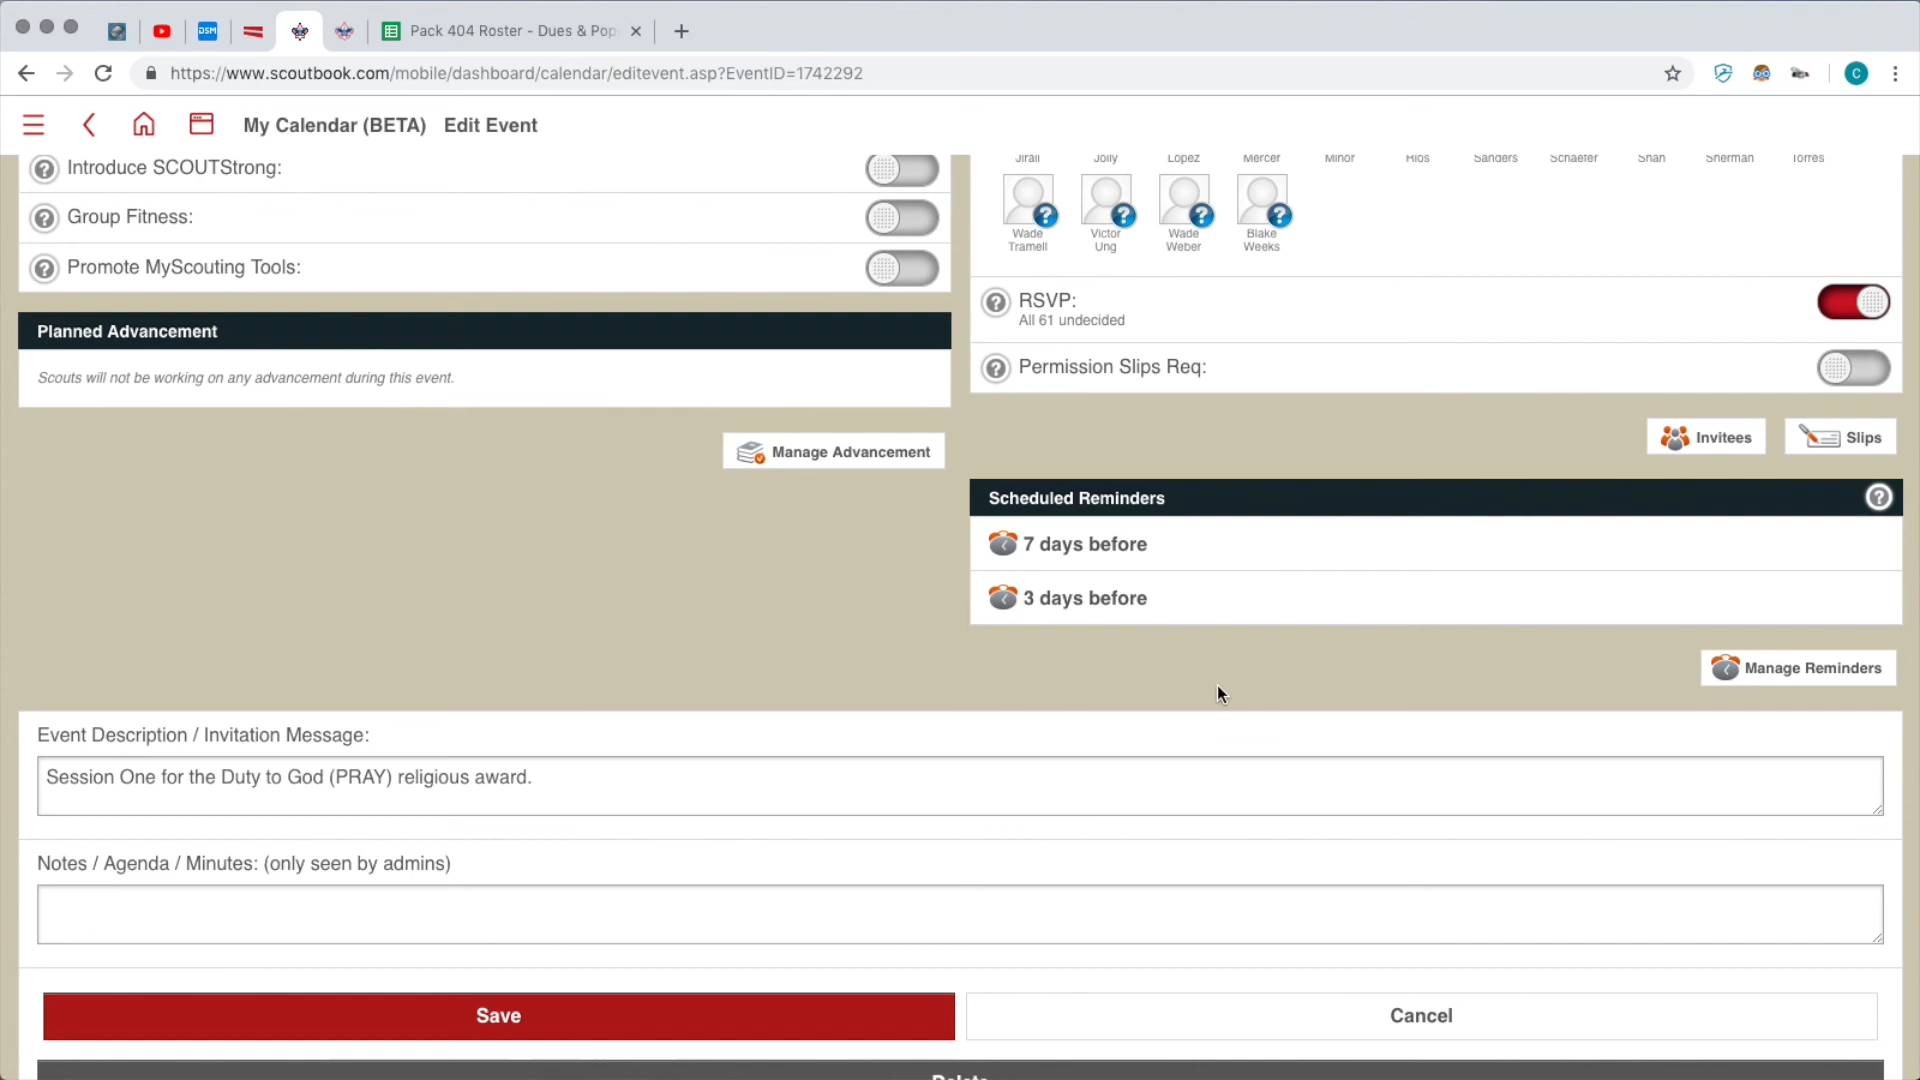 DSM
Pack 404 Roster - Dues & Pop
https://www.scoutbook.com/mobile/dashboard/calendar/editevent.asp?EventID=1742292
C
My Calendar (BETA) Edit Event
Introduce SCOUTStrong:
Group Fitness:
Promote MyScouting Tools:
Planned Advancement
Scouts will not be working on any advancement during this event.
Manage Advancement
Jirall Jolly Lopez Mercer Minor Rios Sanders Schaefer Shah Sherman Torres
Wade Victor Wade Blake
Tramell Ung Weber Weeks
RSVP:
All 61 undecided
Permission Slips Req:
Invitees Slips
Scheduled Reminders
7 days before
3 days before
Manage Reminders
Event Description / Invitation Message:
Session One for the Duty to God (PRAY) religious award.
Notes / Agenda / Minutes: (only seen by admins)
Save Cancel
Delete